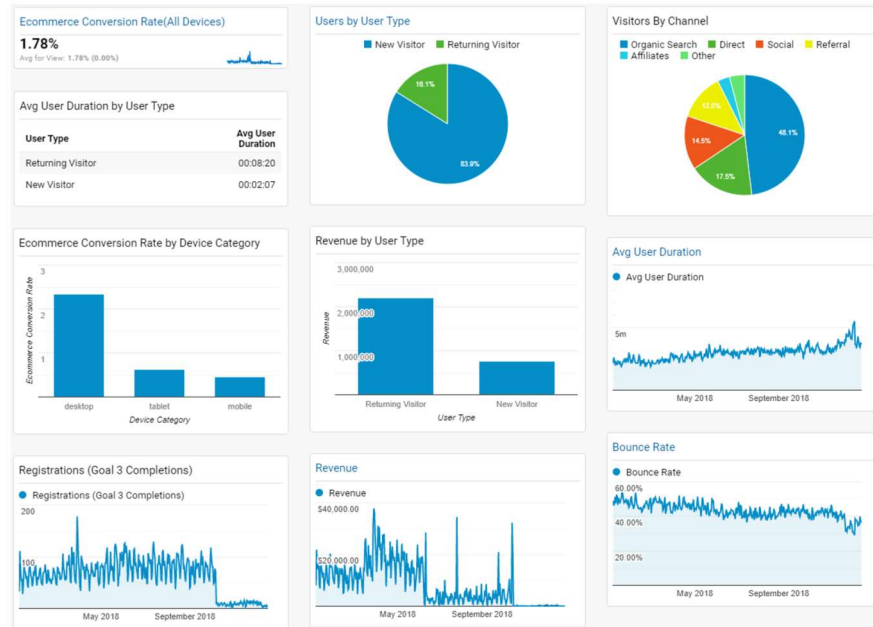 Ecommerce Conversion Rate(All Devices)
1.78%
Avg for View: 1.78% (0.00%)
Avg User Duration by User Type
User Type
Avg User
Duration
Returning Visitor
00:08:20
New Visitor
00:02:07
Ecommerce Conversion Rate by Device Category
3
2
1
Ecommerce Conversion Rate
desktop
tablet
mobile
Device Category
Registrations (Goal 3 Completions)
Registrations (Goal 3 Completions)
200
100
May 2018
September 2018
Users by User Type
New Visitor
Returning Visitor
16.1%
83.9%
Revenue by User Type
3,000,000
2,000,000
1,000,000
Revenue
Returning Visitor
New Visitor
User Type
Revenue
Revenue
$40,000.00
$20,000.00
May 2018
September 2018
Visitors By Channel
Organic Search
Direct
Social
Referral
Affiliates
Other
48.1%
17.5%
14.5%
Avg User Duration
Avg User Duration
5m
May 2018
September 2018
Bounce Rate
Bounce Rate
60.00%
40.00%
20.00%
May 2018
September 2018